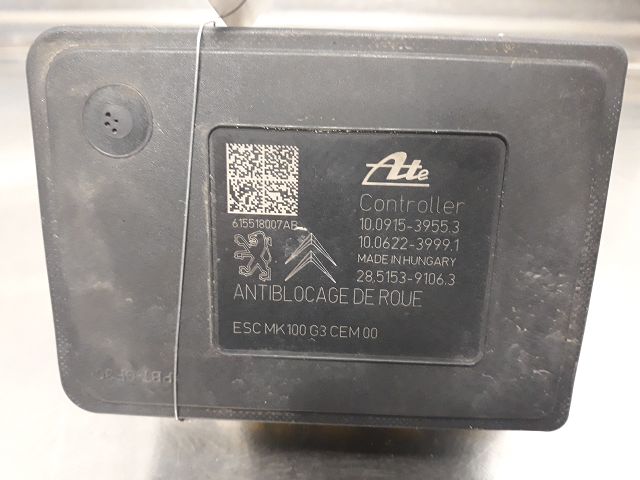 Ate
Controller
615518007AB
10.0915-3955.3
10.0622-3999.1
MADE IN HUNGARY
28.5153-9106.3
ANTIBLOCAGE DE ROUE
ESC MK100 G3 CEM 00